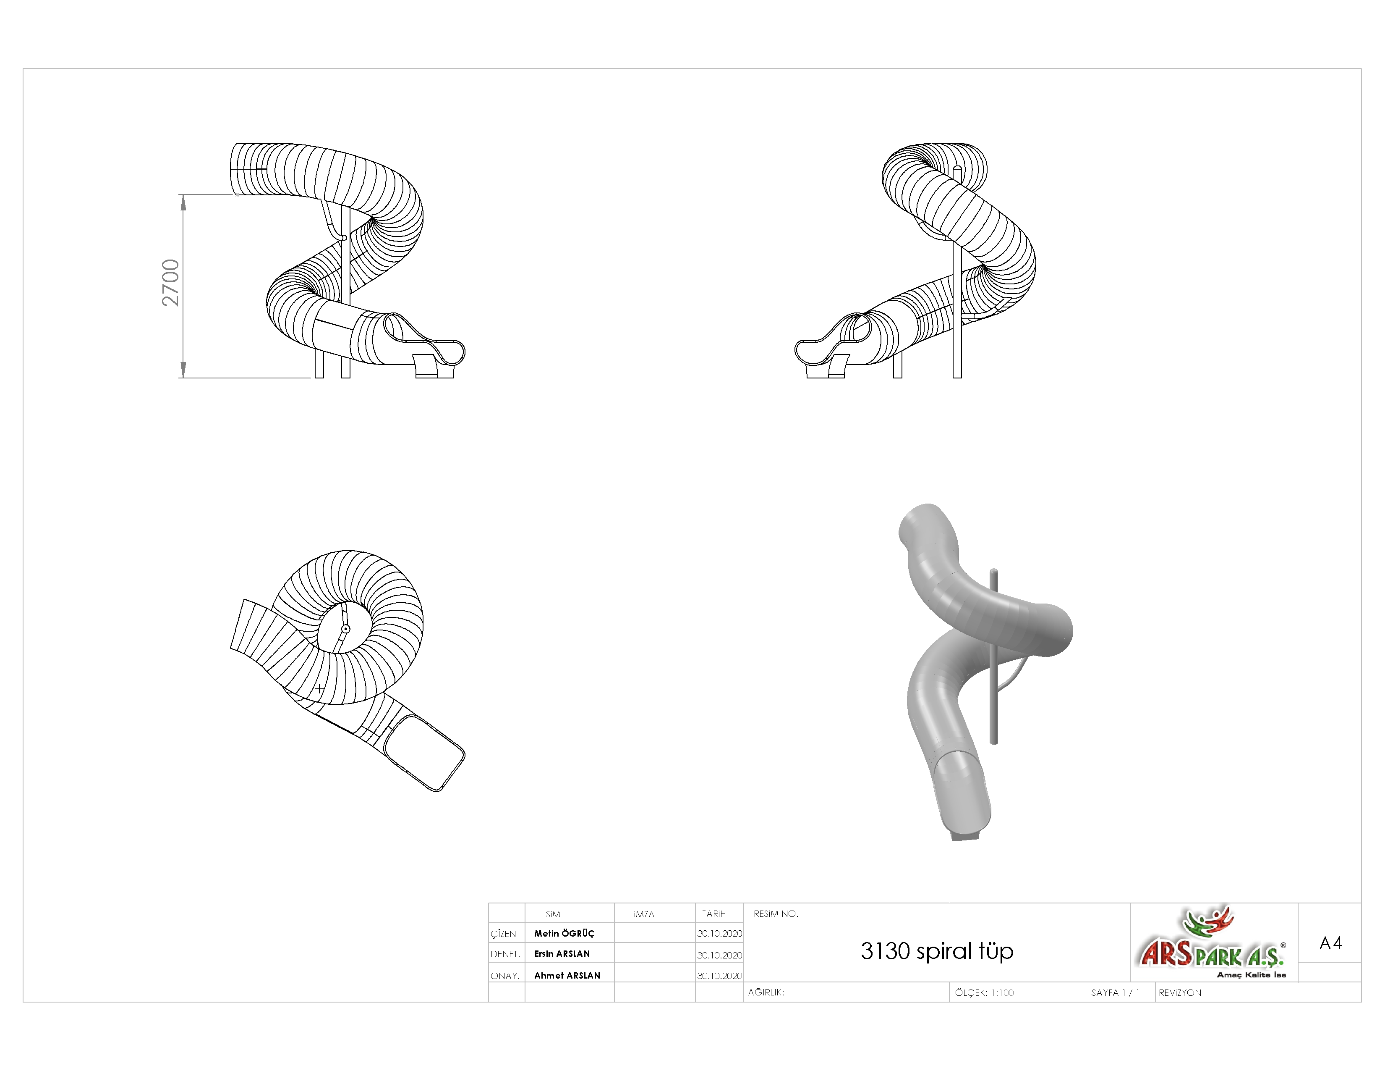 2700
İSİM İMZA TARİH RESİM NO.
ÇİZEN Metin ÖGRÜÇ 30.10.2020
DENET. Ersin ARSLAN 30.10.2020
ONAY. Ahmet ARSLAN 30.10.2020
3130 spiral tüp
ARS PARK A.Ş.®
Amaç Kalite İse
A4
AĞIRLIK: ÖLÇEK: 1:100 SAYFA 1 / 1 REVİZYON